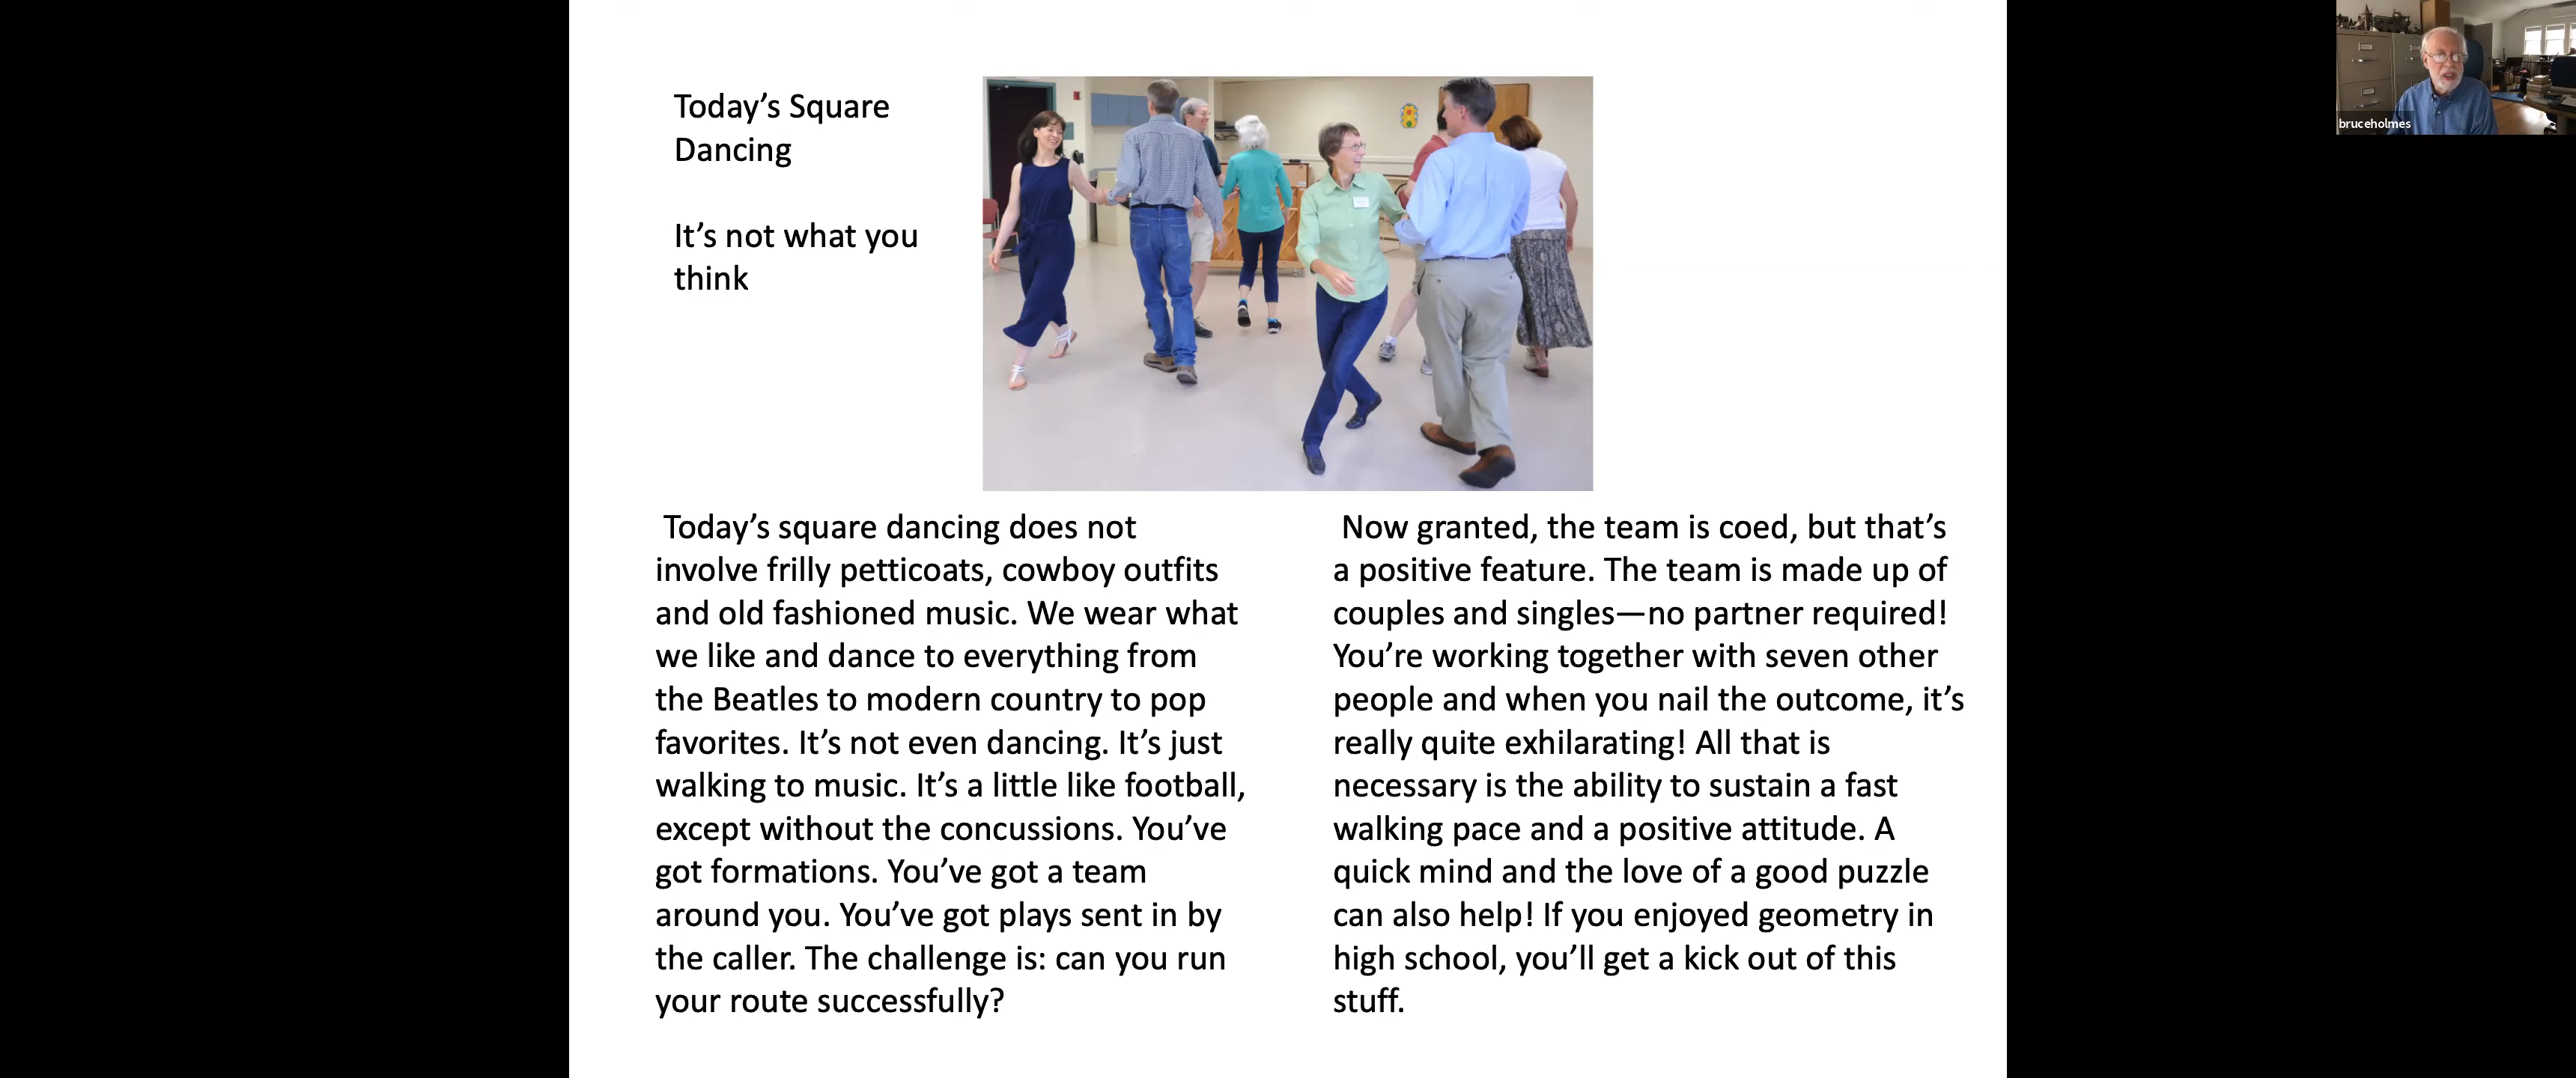 Today's Square
Dancing
It's not what you
think
Today's square dancing does not
involve frilly petticoats, cowboy outfits
and old fashioned music. We wear what
we like and dance to everything from
the Beatles to modern country to pop
favorites. It's not even dancing. It's just
walking to music. It's a little like football,
except without the concussions. You've
got formations. You've got a team
around you. You've got plays sent in by
the caller. The challenge is: can you run
your route successfully?
Now granted, the team is coed, but that's
a positive feature. The team is made up of
couples and singles—no partner required!
You're working together with seven other
people and when you nail the outcome, it's
really quite exhilarating! All that is
necessary is the ability to sustain a fast
walking pace and a positive attitude. A
quick mind and the love of a good puzzle
can also help! If you enjoyed geometry in
high school, you'll get a kick out of this
stuff.
bruceholmes